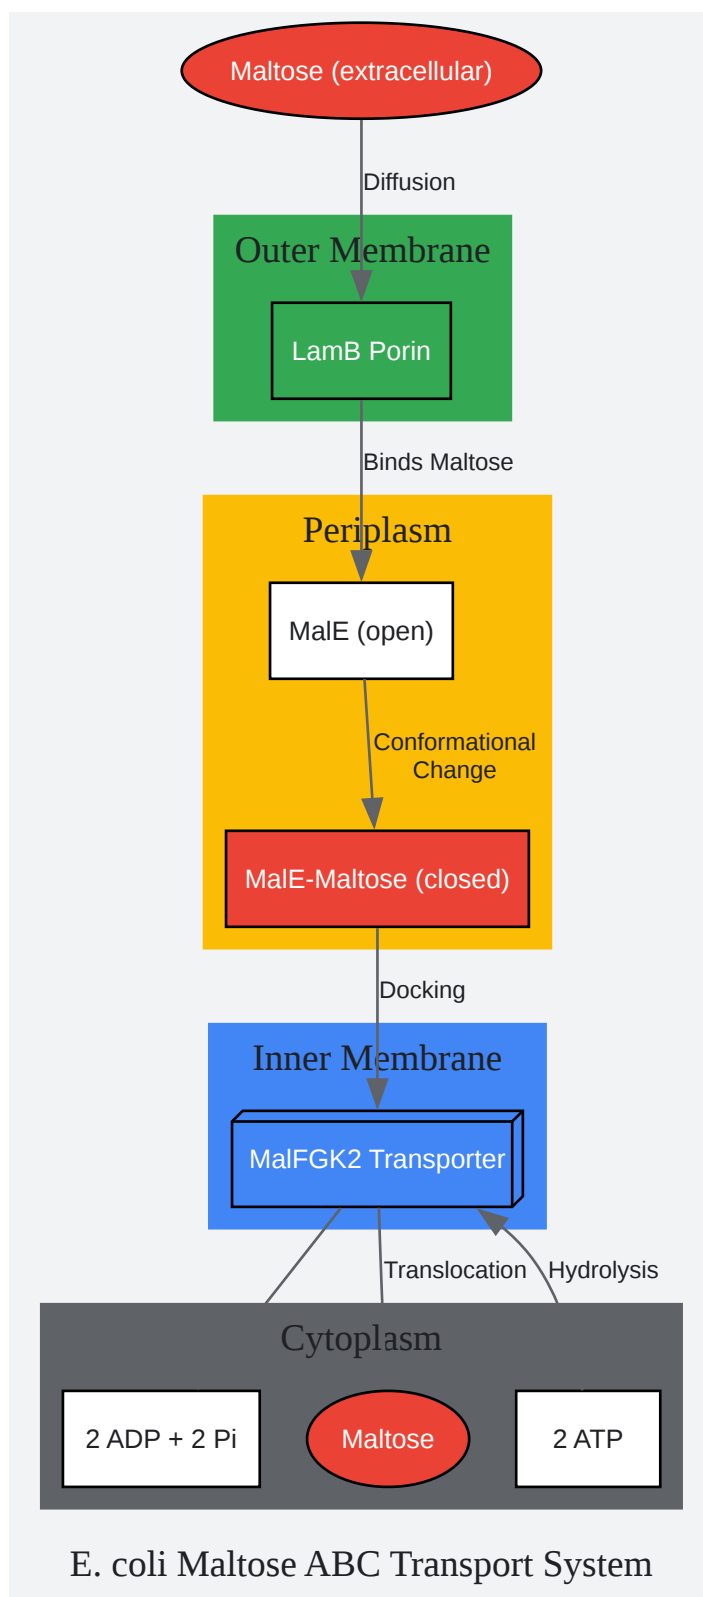 Maltose (extracellular)
Diffusion
Outer Membrane
LamB Porin
Binds Maltose
Periplasm
MalE (open)
Conformational
Change
MalE-Maltose (closed)
Docking
Inner Membrane
MalFGK2 Transporter
Translocation
Hydrolysis
Cytoplasm
2 ADP + 2 Pi
Maltose
2 ATP
E. coli Maltose ABC Transport System